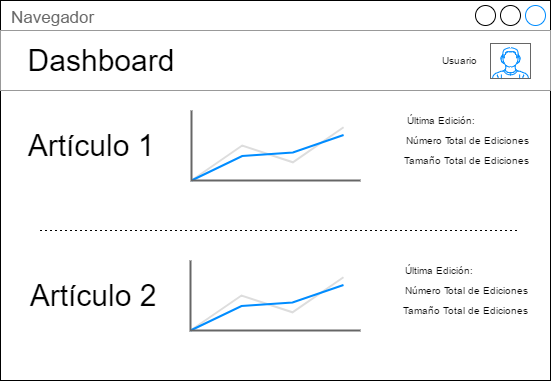 Navegador
Dashboard
Usuario
Artículo 1
Última Edición:
Número Total de Ediciones
Tamaño Total de Ediciones
Artículo 2
Última Edición:
Número Total de Ediciones
Tamaño Total de Ediciones